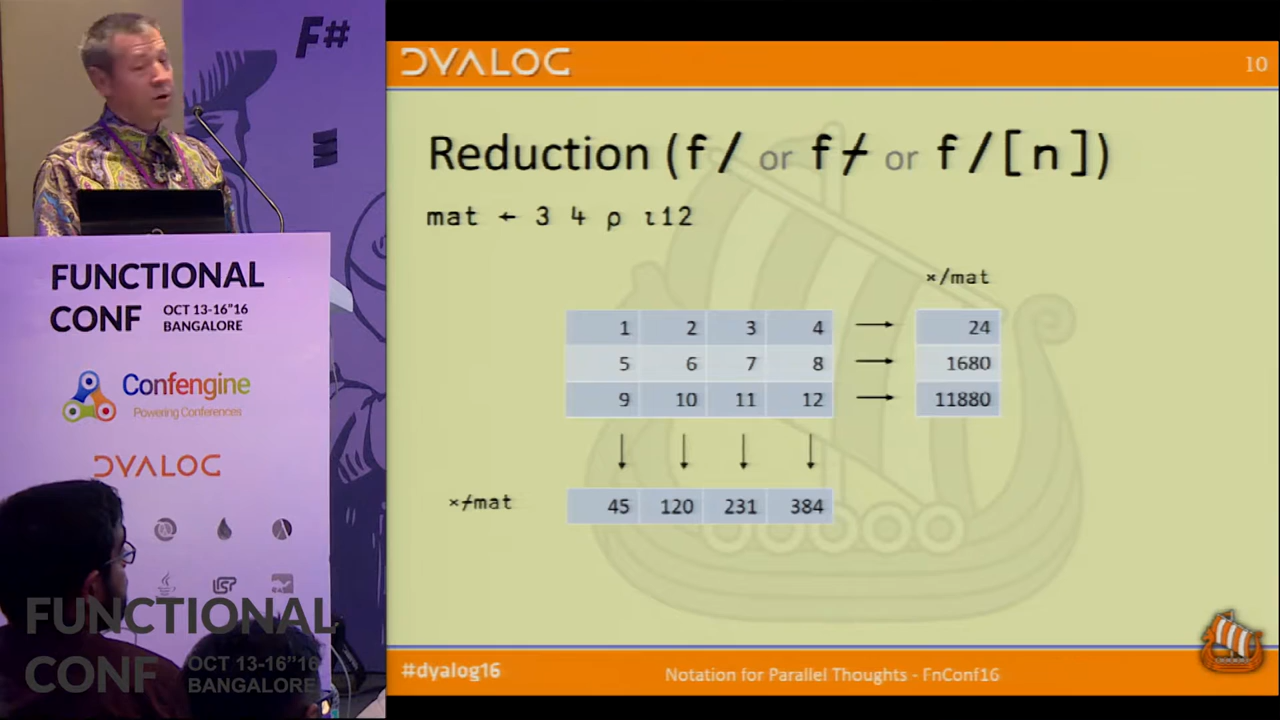 F#
FUNCTIONAL
CONF
OCT 13-16"16
BANGALORE
Confengine
Powering Conferences
DYALOG
LISP
FUNCTIONAL
CONF
OCT 13-16"16
BANGALORE
DYALOG
10
Reduction (f/ or f⌿ or f/[n])
mat ← 3 4 ⍴ ⍳12
×/mat
1 2 3 4 → 24
5 6 7 8 → 1680
9 10 11 12 → 11880
↓ ↓ ↓ ↓
×⌿mat 45 120 231 384
#dyalog16
Notation for Parallel Thoughts - FnConf16